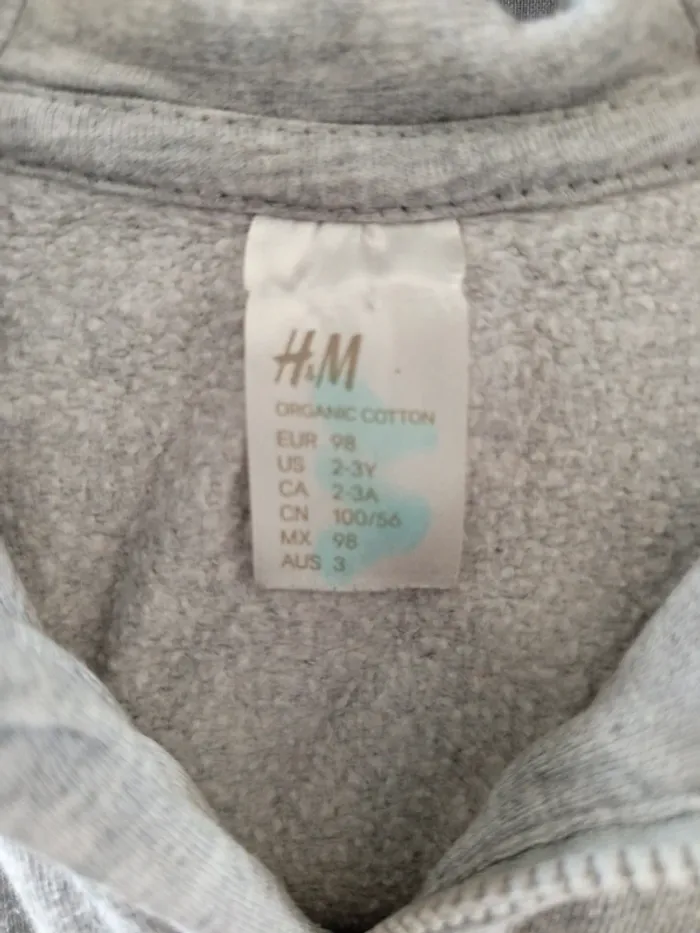 H&M
ORGANIC COTTON
EUR 98
US 2-3Y
CA 2-3A
CN 100/56
MX 98
AUS 3